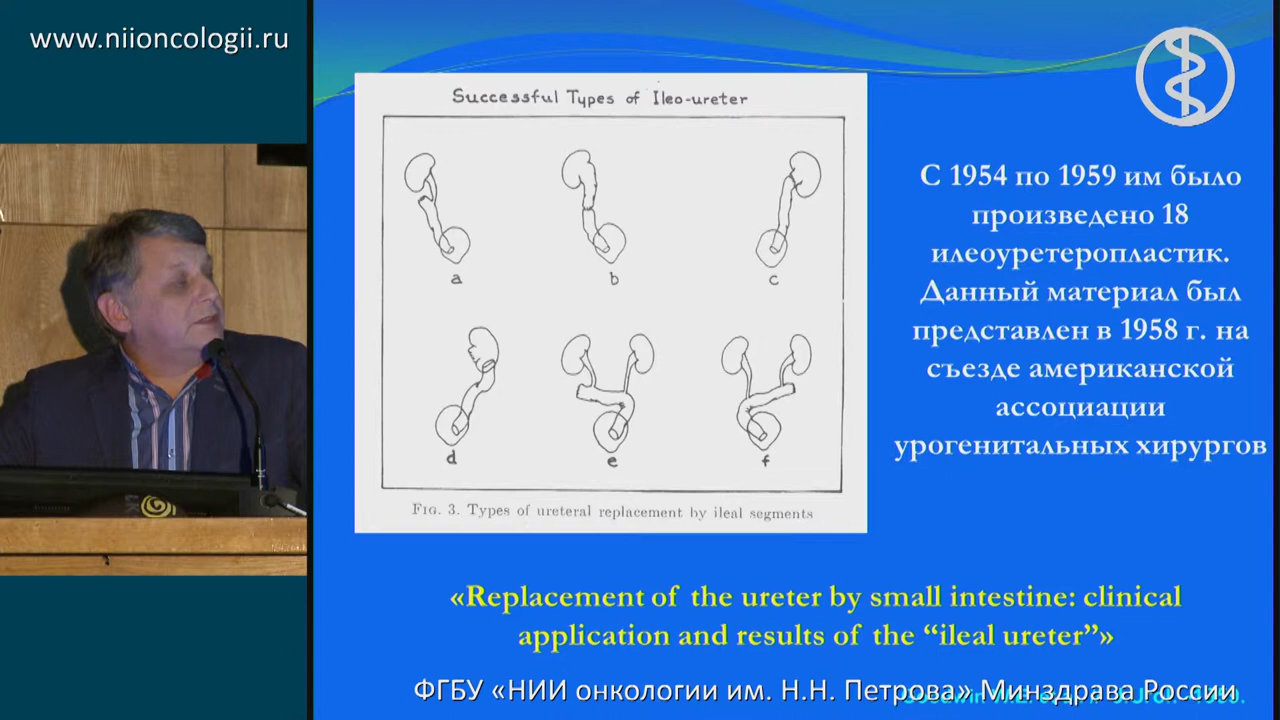 www.niioncologii.ru
Successful Types of Ileo-ureter
a
b
c
d
e
f
FIG. 3. Types of ureteral replacement by ileal segments
С 1954 по 1959 им было
произведено 18
илеоуретеропластик.
Данный материал был
представлен в 1958 г. на
съезде американской
ассоциации
урогенитальных хирургов
«Replacement of the ureter by small intestine: clinical
application and results of the “ileal ureter”»
ФГБУ «НИИ онкологии им. Н.Н. Петрова» Минздрава России